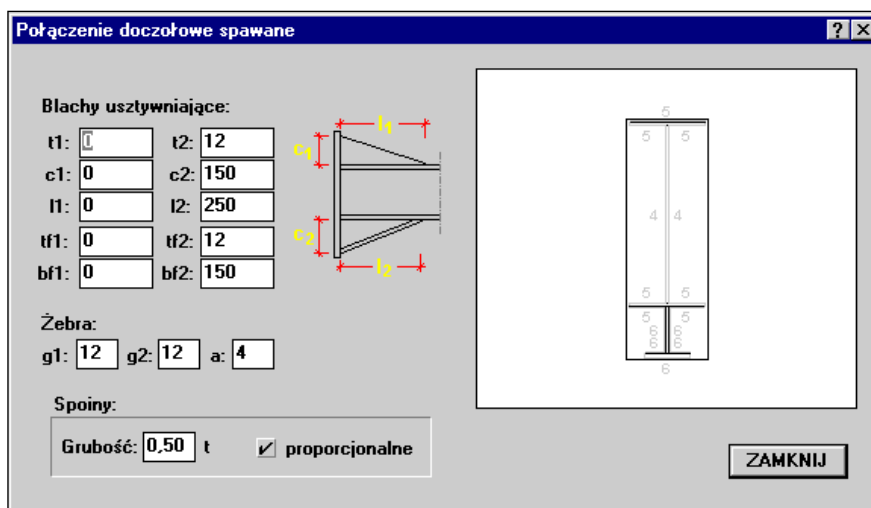 Połączenie doczołowe spawane
Blachy usztywniające:
t1: 0 t2: 12
c1: 0 c2: 150
l1: 0 l2: 250
tf1: 0 tf2: 12
bf1: 0 bf2: 150
l1
c1
c2
l2
Żebra:
g1: 12 g2: 12 a: 4
Spoiny:
Grubość: 0,50 t proporcjonalne
5
5 5
4 4
5 5
5 5
6 6
6 6
6
ZAMKNIJ